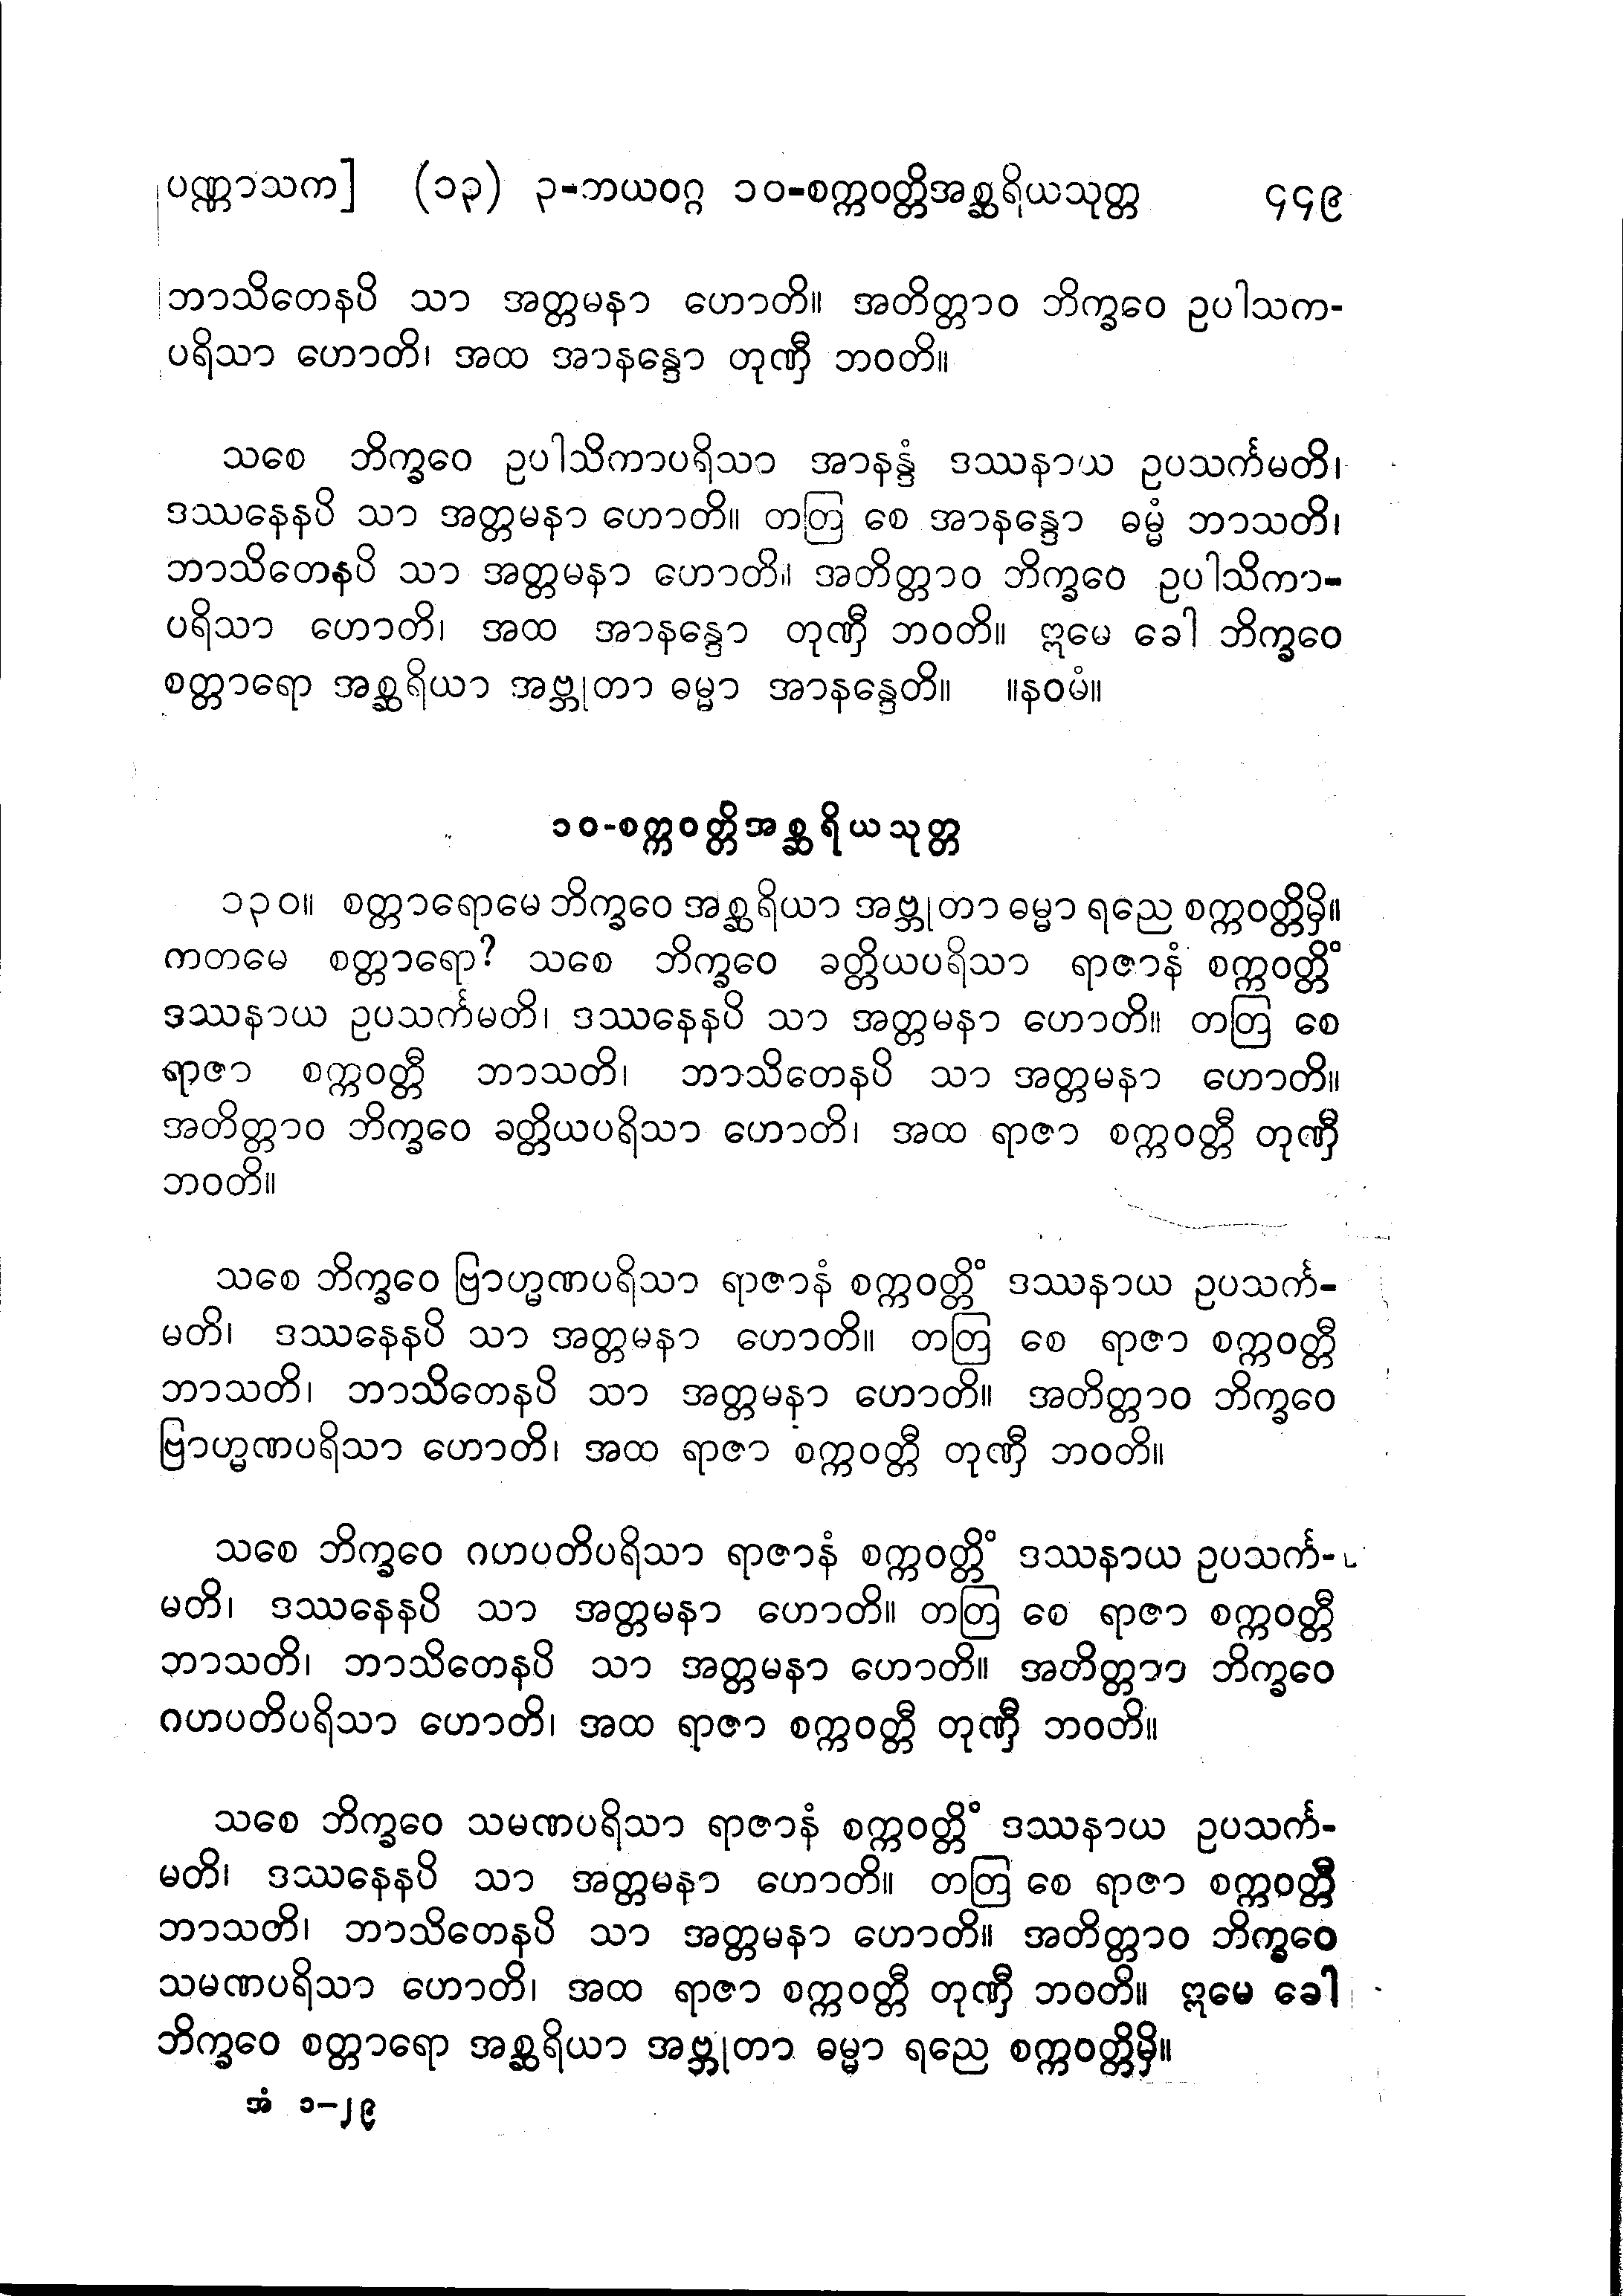 ပဏ္ဏာသက] (၁၃) ၃-ဘယဝဂ္ဂ ၁၀-စက္ကဝတ္တိအစ္ဆရိယသုတ္တ ၄၄၉
ဘာသိတေနပိ သာ အတ္တမနာ ဟောတိ။ အတိတ္တာဝ ဘိက္ခဝေ ဥပါသက-
ပရိသာ ဟောတိ၊ အထ အာနန္ဒော တုဏှီ ဘဝတိ။
သစေ ဘိက္ခဝေ ဥပါသိကာပရိသာ အာနန္ဒံ ဒဿနာယ ဥပသင်္ကမတိ၊
ဒဿနေနပိ သာ အတ္တမနာ ဟောတိ။ တတြ စေ အာနန္ဒော ဓမ္မံ ဘာသတိ၊
ဘာသိတေနပိ သာ အတ္တမနာ ဟောတိ။ အတိတ္တာဝ ဘိက္ခဝေ ဥပါသိကာ-
ပရိသာ ဟောတိ၊ အထ အာနန္ဒော တုဏှီ ဘဝတိ။ ဣမေ ခေါ ဘိက္ခဝေ
စတ္တာရော အစ္ဆရိယာ အဗ္ဘုတာ ဓမ္မာ အာနန္ဒေတိ။ ။နဝမံ။
၁၀-စက္ကဝတ္တိအစ္ဆရိယသုတ္တ
၁၃၀။ စတ္တာရောမေ ဘိက္ခဝေ အစ္ဆရိယာ အဗ္ဘုတာ ဓမ္မာ ရညေ စက္ကဝတ္တိမှိ။
ကတမေ စတ္တာရော? သစေ ဘိက္ခဝေ ခတ္တိယပရိသာ ရာဇာနံ စက္ကဝတ္တိံ
ဒဿနာယ ဥပသင်္ကမတိ၊ ဒဿနေနပိ သာ အတ္တမနာ ဟောတိ။ တတြ စေ
ရာဇာ စက္ကဝတ္တီ ဘာသတိ၊ ဘာသိတေနပိ သာ အတ္တမနာ ဟောတိ။
အတိတ္တာဝ ဘိက္ခဝေ ခတ္တိယပရိသာ ဟောတိ၊ အထ ရာဇာ စက္ကဝတ္တီ တုဏှီ
ဘဝတိ။
သစေ ဘိက္ခဝေ ဗြာဟ္မဏပရိသာ ရာဇာနံ စက္ကဝတ္တိံ ဒဿနာယ ဥပသင်္က-
မတိ၊ ဒဿနေနပိ သာ အတ္တမနာ ဟောတိ။ တတြ စေ ရာဇာ စက္ကဝတ္တီ
ဘာသတိ၊ ဘာသိတေနပိ သာ အတ္တမနာ ဟောတိ။ အတိတ္တာဝ ဘိက္ခဝေ
ဗြာဟ္မဏပရိသာ ဟောတိ၊ အထ ရာဇာ စက္ကဝတ္တီ တုဏှီ ဘဝတိ။
သစေ ဘိက္ခဝေ ဂဟပတိပရိသာ ရာဇာနံ စက္ကဝတ္တိံ ဒဿနာယ ဥပသင်္က-
မတိ၊ ဒဿနေနပိ သာ အတ္တမနာ ဟောတိ။ တတြ စေ ရာဇာ စက္ကဝတ္တီ
ဘာသတိ၊ ဘာသိတေနပိ သာ အတ္တမနာ ဟောတိ။ အတိတ္တာဝ ဘိက္ခဝေ
ဂဟပတိပရိသာ ဟောတိ၊ အထ ရာဇာ စက္ကဝတ္တီ တုဏှီ ဘဝတိ။
သစေ ဘိက္ခဝေ သမဏပရိသာ ရာဇာနံ စက္ကဝတ္တိံ ဒဿနာယ ဥပသင်္က-
မတိ၊ ဒဿနေနပိ သာ အတ္တမနာ ဟောတိ။ တတြ စေ ရာဇာ စက္ကဝတ္တီ
ဘာသတိ၊ ဘာသိတေနပိ သာ အတ္တမနာ ဟောတိ။ အတိတ္တာဝ ဘိက္ခဝေ
သမဏပရိသာ ဟောတိ၊ အထ ရာဇာ စက္ကဝတ္တီ တုဏှီ ဘဝတိ။ ဣမေ ခေါ
ဘိက္ခဝေ စတ္တာရော အစ္ဆရိယာ အဗ္ဘုတာ ဓမ္မာ ရညေ စက္ကဝတ္တိမှိ။
အံ ၁−၂၉